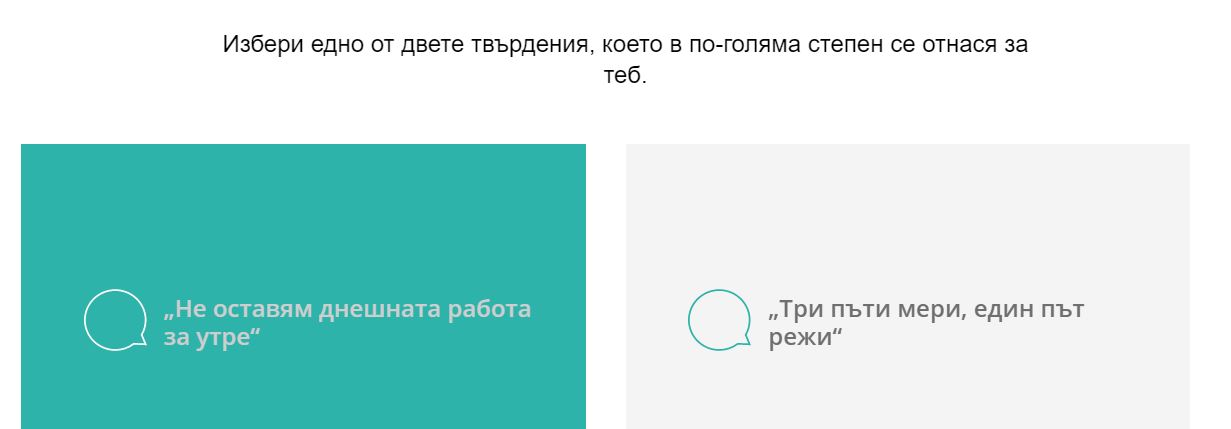 Избери едно от двете твърдения, което в по-голяма степен се отнася за
теб.
„Не оставям днешната работа
за утре“
„Три пъти мери, един път
режи“